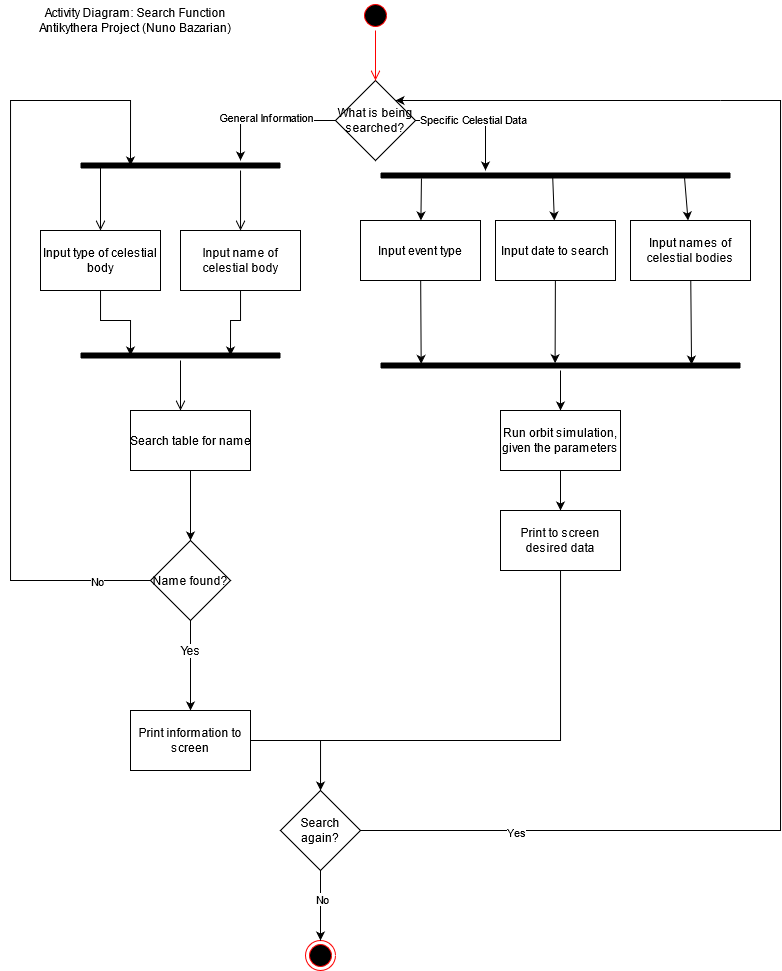 Activity Diagram: Search Function
Antikythera Project (Nuno Bazarian)
What is being
searched?
General Information
Specific Celestial Data
Input type of celestial
body
Input name of
celestial body
Input event type
Input date to search
Input names of
celestial bodies
Search table for name
Run orbit simulation,
given the parameters
Print to screen
desired data
Name found?
No
Yes
Print information to
screen
Search
again?
Yes
No